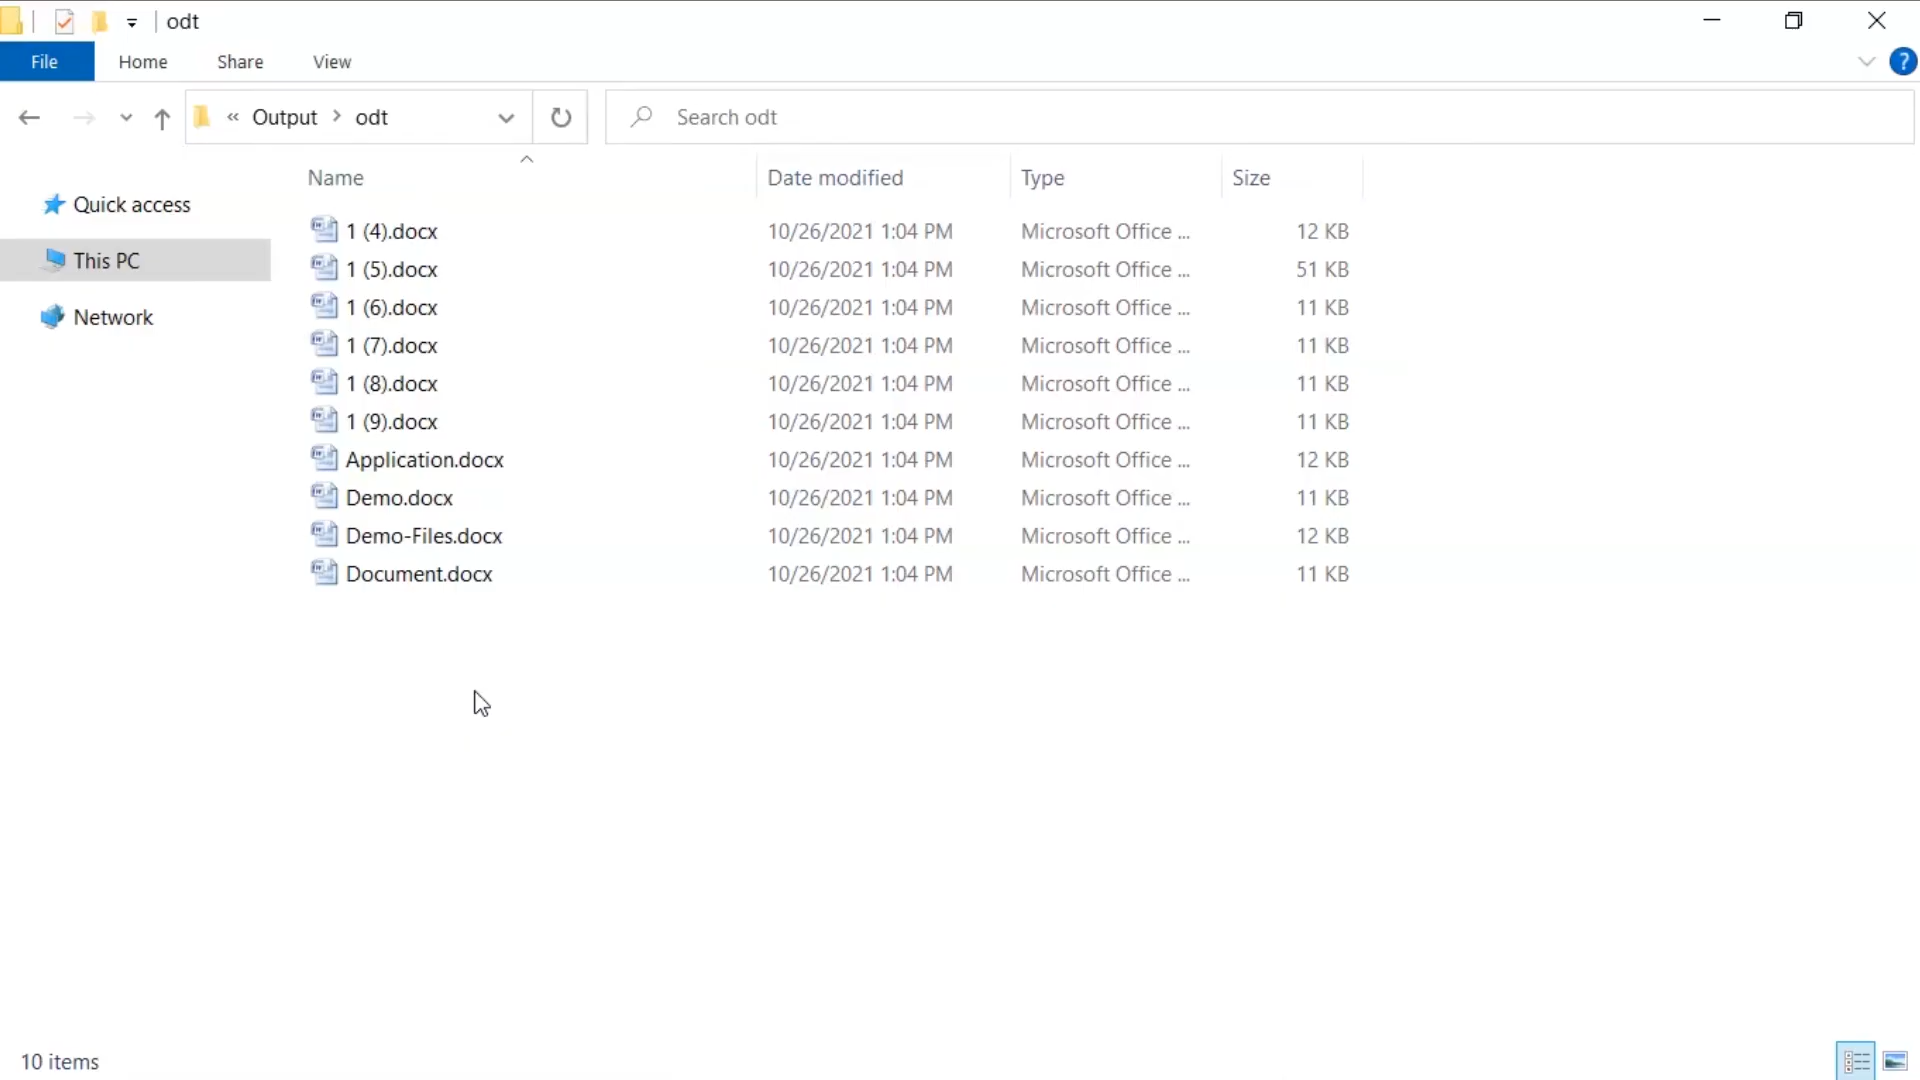 odt
File Home Share View ?
« Output > odt Search odt
Name Date modified Type Size
Quick access
This PC
Network
1 (4).docx 10/26/2021 1:04 PM Microsoft Office ... 12 KB
1 (5).docx 10/26/2021 1:04 PM Microsoft Office ... 51 KB
1 (6).docx 10/26/2021 1:04 PM Microsoft Office ... 11 KB
1 (7).docx 10/26/2021 1:04 PM Microsoft Office ... 11 KB
1 (8).docx 10/26/2021 1:04 PM Microsoft Office ... 11 KB
1 (9).docx 10/26/2021 1:04 PM Microsoft Office ... 11 KB
Application.docx 10/26/2021 1:04 PM Microsoft Office ... 12 KB
Demo.docx 10/26/2021 1:04 PM Microsoft Office ... 11 KB
Demo-Files.docx 10/26/2021 1:04 PM Microsoft Office ... 12 KB
Document.docx 10/26/2021 1:04 PM Microsoft Office ... 11 KB
10 items